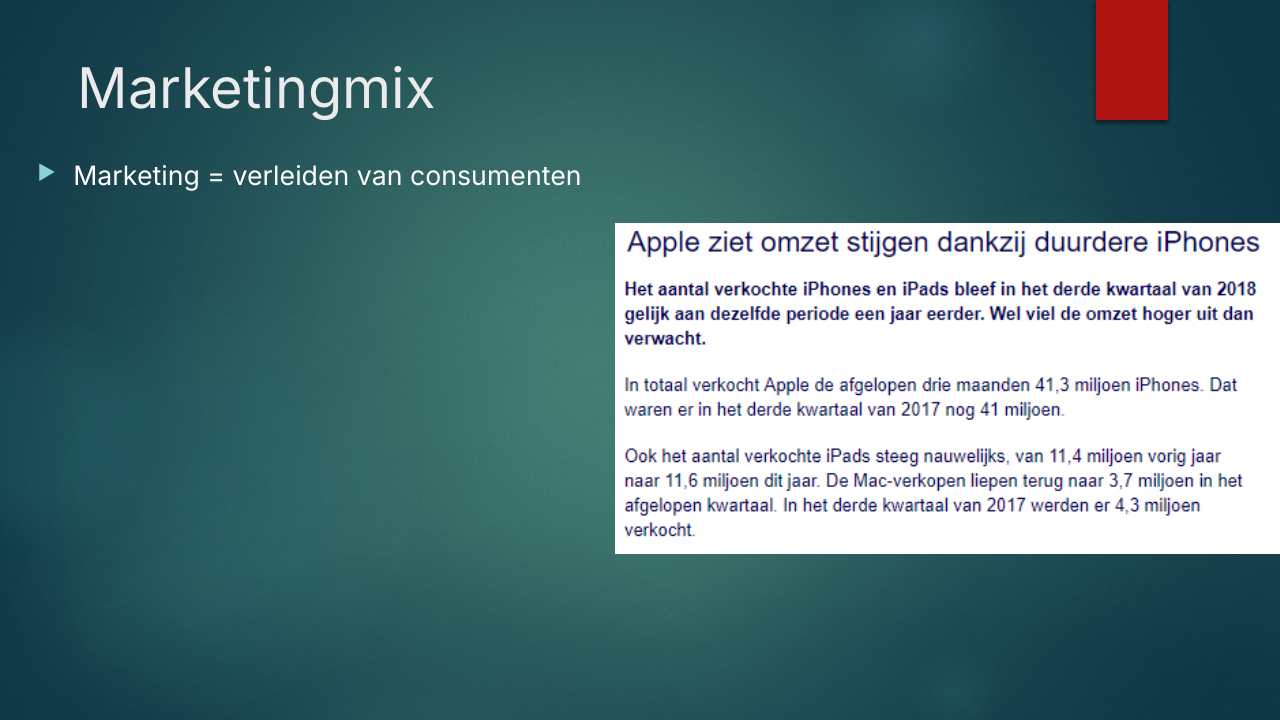 Marketingmix
Marketing = verleiden van consumenten
Apple ziet omzet stijgen dankzij duurdere iPhones
Het aantal verkochte iPhones en iPads bleef in het derde kwartaal van 2018
gelijk aan dezelfde periode een jaar eerder. Wel viel de omzet hoger uit dan
verwacht.
In totaal verkocht Apple de afgelopen drie maanden 41,3 miljoen iPhones. Dat
waren er in het derde kwartaal van 2017 nog 41 miljoen.
Ook het aantal verkochte iPads steeg nauwelijks, van 11,4 miljoen vorig jaar
naar 11,6 miljoen dit jaar. De Mac-verkopen liepen terug naar 3,7 miljoen in het
afgelopen kwartaal. In het derde kwartaal van 2017 werden er 4,3 miljoen
verkocht.